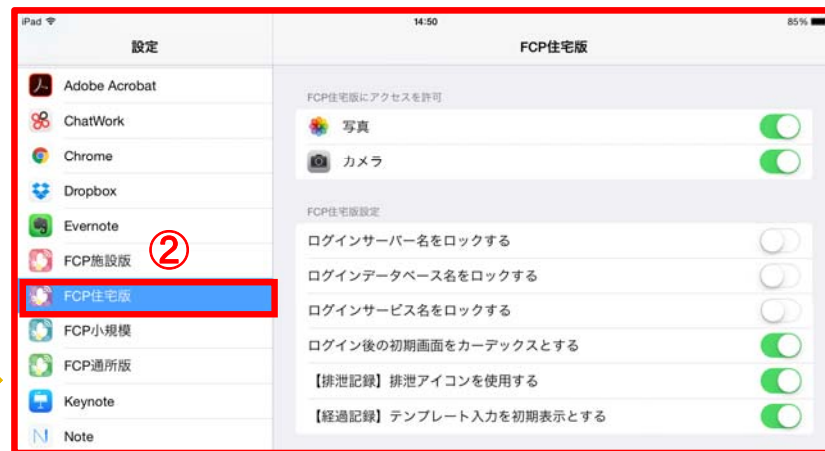 iPad 14:50 85%
設定
Adobe Acrobat
ChatWork
Chrome
Dropbox
Evernote
FCP施設版
②
FCP住宅版
FCP小規模
FCP通所版
Keynote
Note
FCP住宅版
FCP住宅版にアクセスを許可
写真
カメラ
FCP住宅版設定
ログインサーバー名をロックする
ログインデータベース名をロックする
ログインサービス名をロックする
ログイン後の初期画面をカーデックスとする
【排泄記録】排泄アイコンを使用する
【経過記録】テンプレート入力を初期表示とする